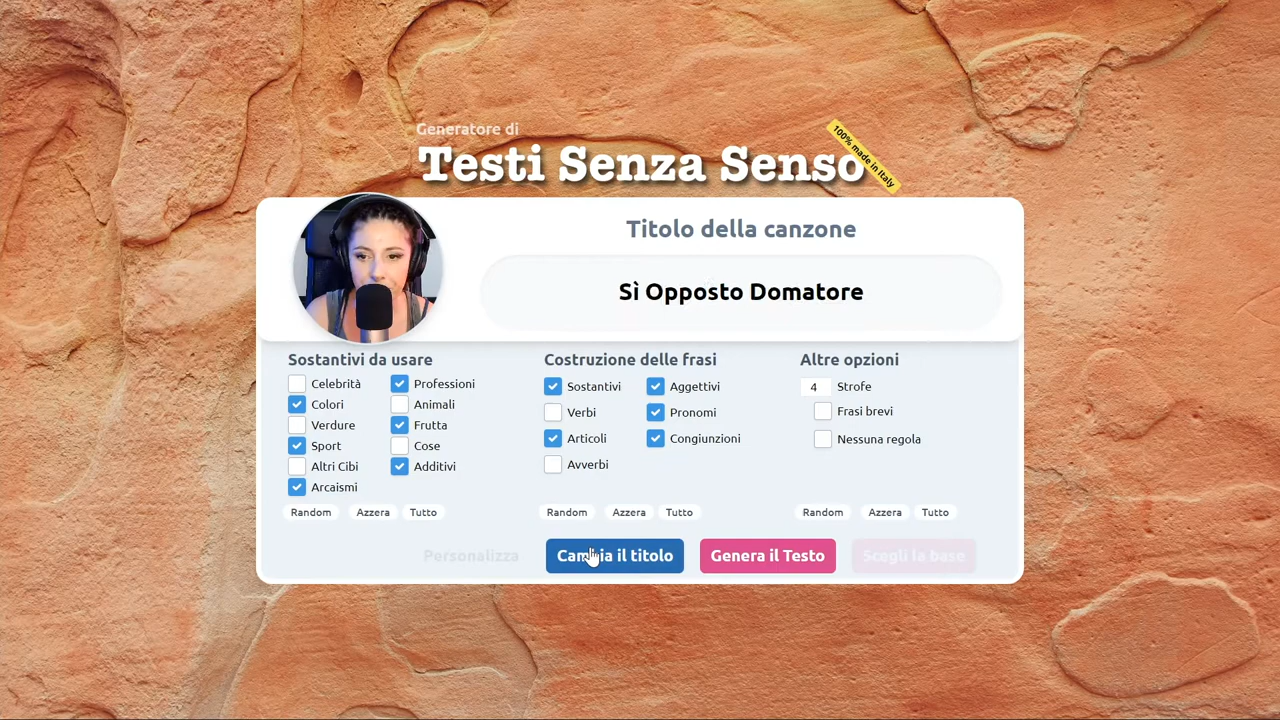 Generatore di
Testi Senza Senso
100% made in Italy
Titolo della canzone
Sì Opposto Domatore
Sostantivi da usare
Celebrità
Professioni
Colori
Animali
Verdure
Frutta
Sport
Cose
Altri Cibi
Additivi
Arcaismi
Random
Azzera
Tutto
Costruzione delle frasi
Sostantivi
Aggettivi
Verbi
Pronomi
Articoli
Congiunzioni
Avverbi
Random
Azzera
Tutto
Altre opzioni
4 Strofe
Frasi brevi
Nessuna regola
Random
Azzera
Tutto
Personalizza
Cambia il titolo
Genera il Testo
Scegli la base